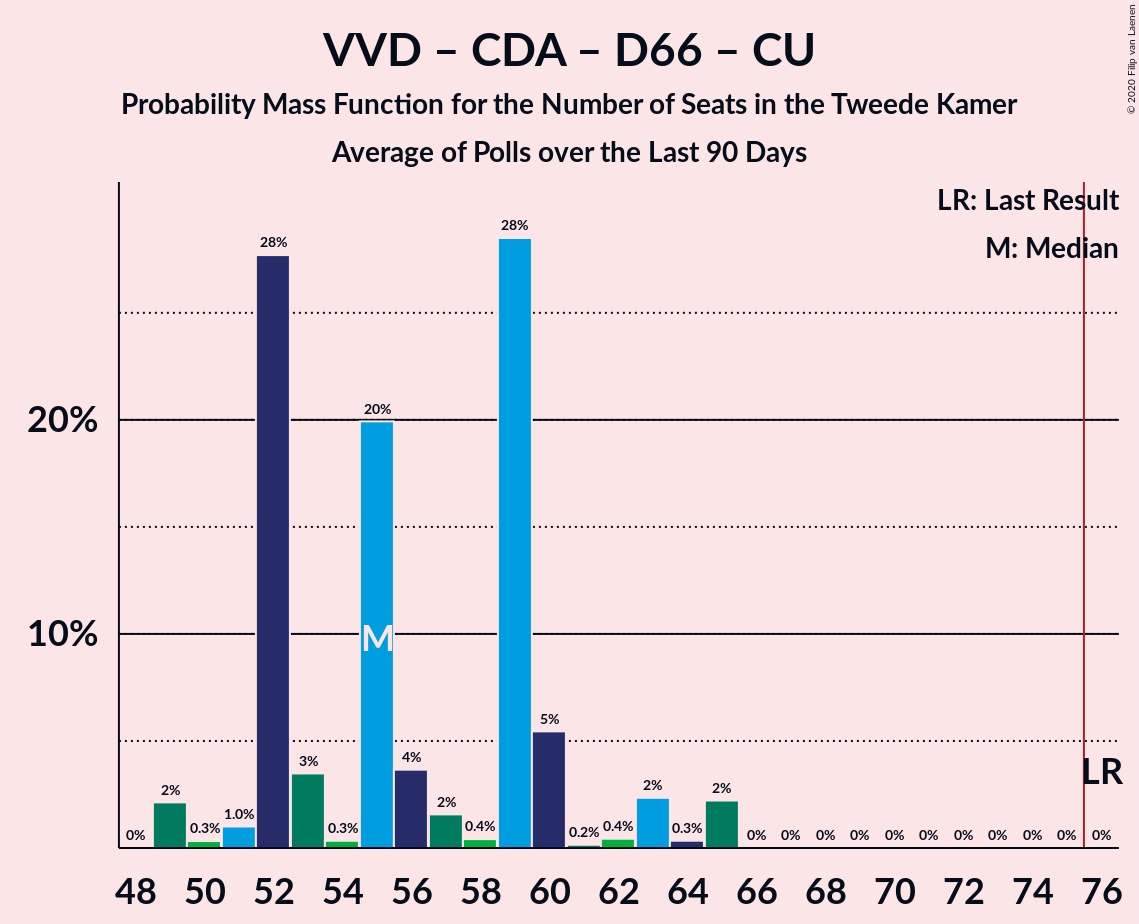 © 2020 Filip van Laenen
VVD – CDA – D66 – CU
Probability Mass Function for the Number of Seats in the Tweede Kamer
Average of Polls over the Last 90 Days
LR: Last Result
M: Median
20%
10%
0% 2% 0.3% 1.0% 28% 3% 0.3% 20% 4% 2% 0.4% 28% 5% 0.2% 0.4% 2% 0.3% 2% 0% 0% 0% 0% 0% 0% 0% 0% 0% 0% 0%
M
LR
48 50 52 54 56 58 60 62 64 66 68 70 72 74 76